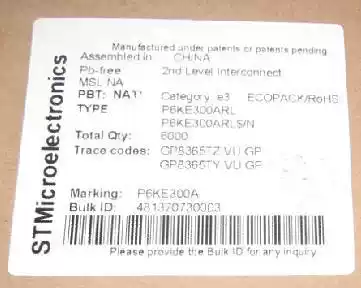 STMicroelectronics
Manufactured under patents or patents pending
Assembled in CHINA
Pb-free 2nd Level Interconnect
MSL NA
PBT: Category: e3 ECOPACK/RoHS
TYPE P6KE300ARL
P6KE300ARLS/N
Total Qty: 6000
Trace codes: GP8365TZ VU GP
GP8365TY VU GP
Marking: P6KE300A
Bulk ID: 481370730003
Please provide the Bulk ID for any inquiry